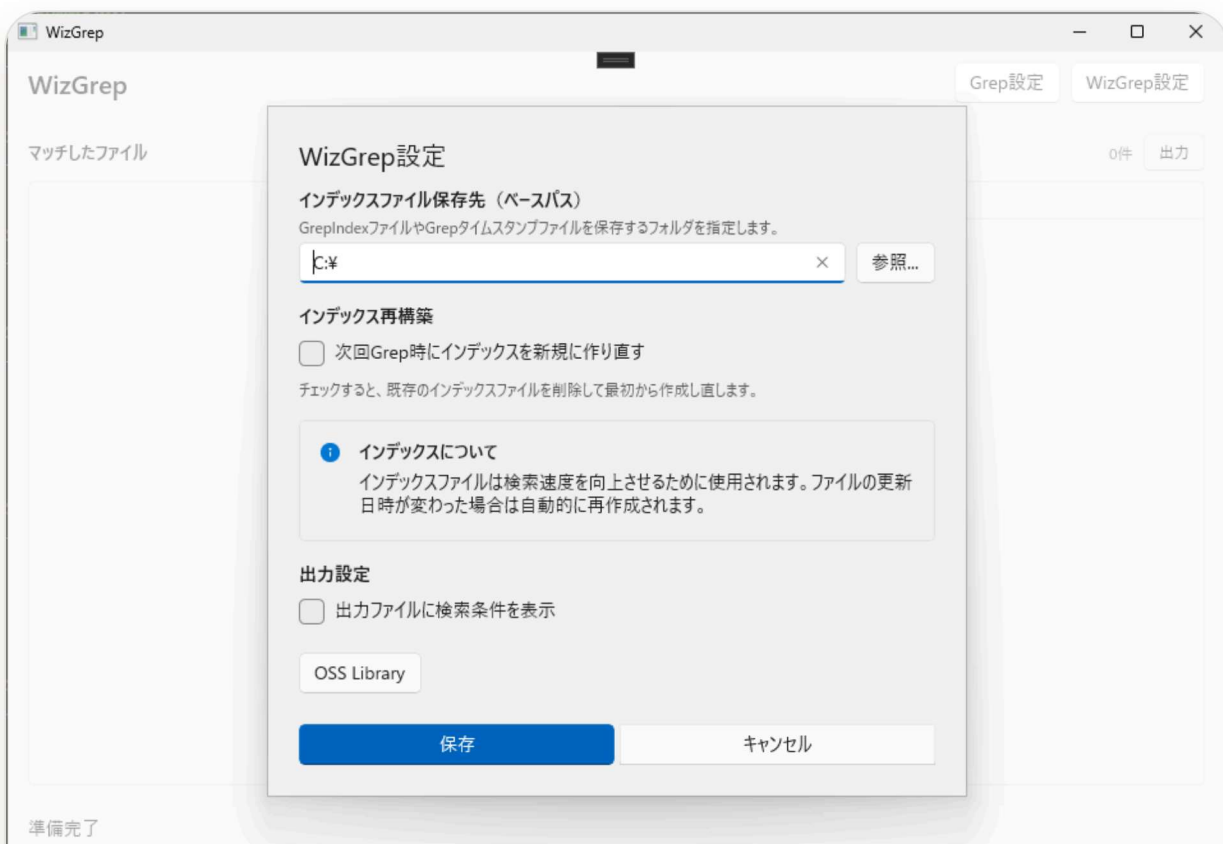 WizGrep
WizGrep
Grep設定
WizGrep設定
マッチしたファイル
0件
出力
WizGrep設定
インデックスファイル保存先（ベースパス）
GrepIndexファイルやGrepタイムスタンプファイルを保存するフォルダを指定します。
C:¥
参照...
インデックス再構築
次回Grep時にインデックスを新規に作り直す
チェックすると、既存のインデックスファイルを削除して最初から作成し直します。
インデックスについて
インデックスファイルは検索速度を向上させるために使用されます。ファイルの更新
日時が変わった場合は自動的に再作成されます。
出力設定
出力ファイルに検索条件を表示
OSS Library
保存
キャンセル
準備完了